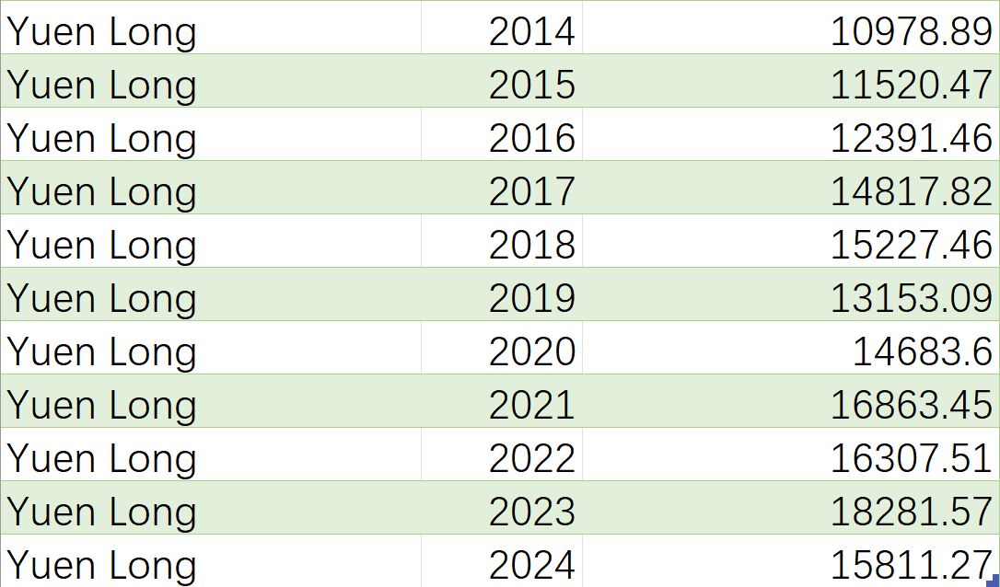 Yuen Long 2014 10978.89
Yuen Long 2015 11520.47
Yuen Long 2016 12391.46
Yuen Long 2017 14817.82
Yuen Long 2018 15227.46
Yuen Long 2019 13153.09
Yuen Long 2020 14683.6
Yuen Long 2021 16863.45
Yuen Long 2022 16307.51
Yuen Long 2023 18281.57
Yuen Long 2024 15811.27